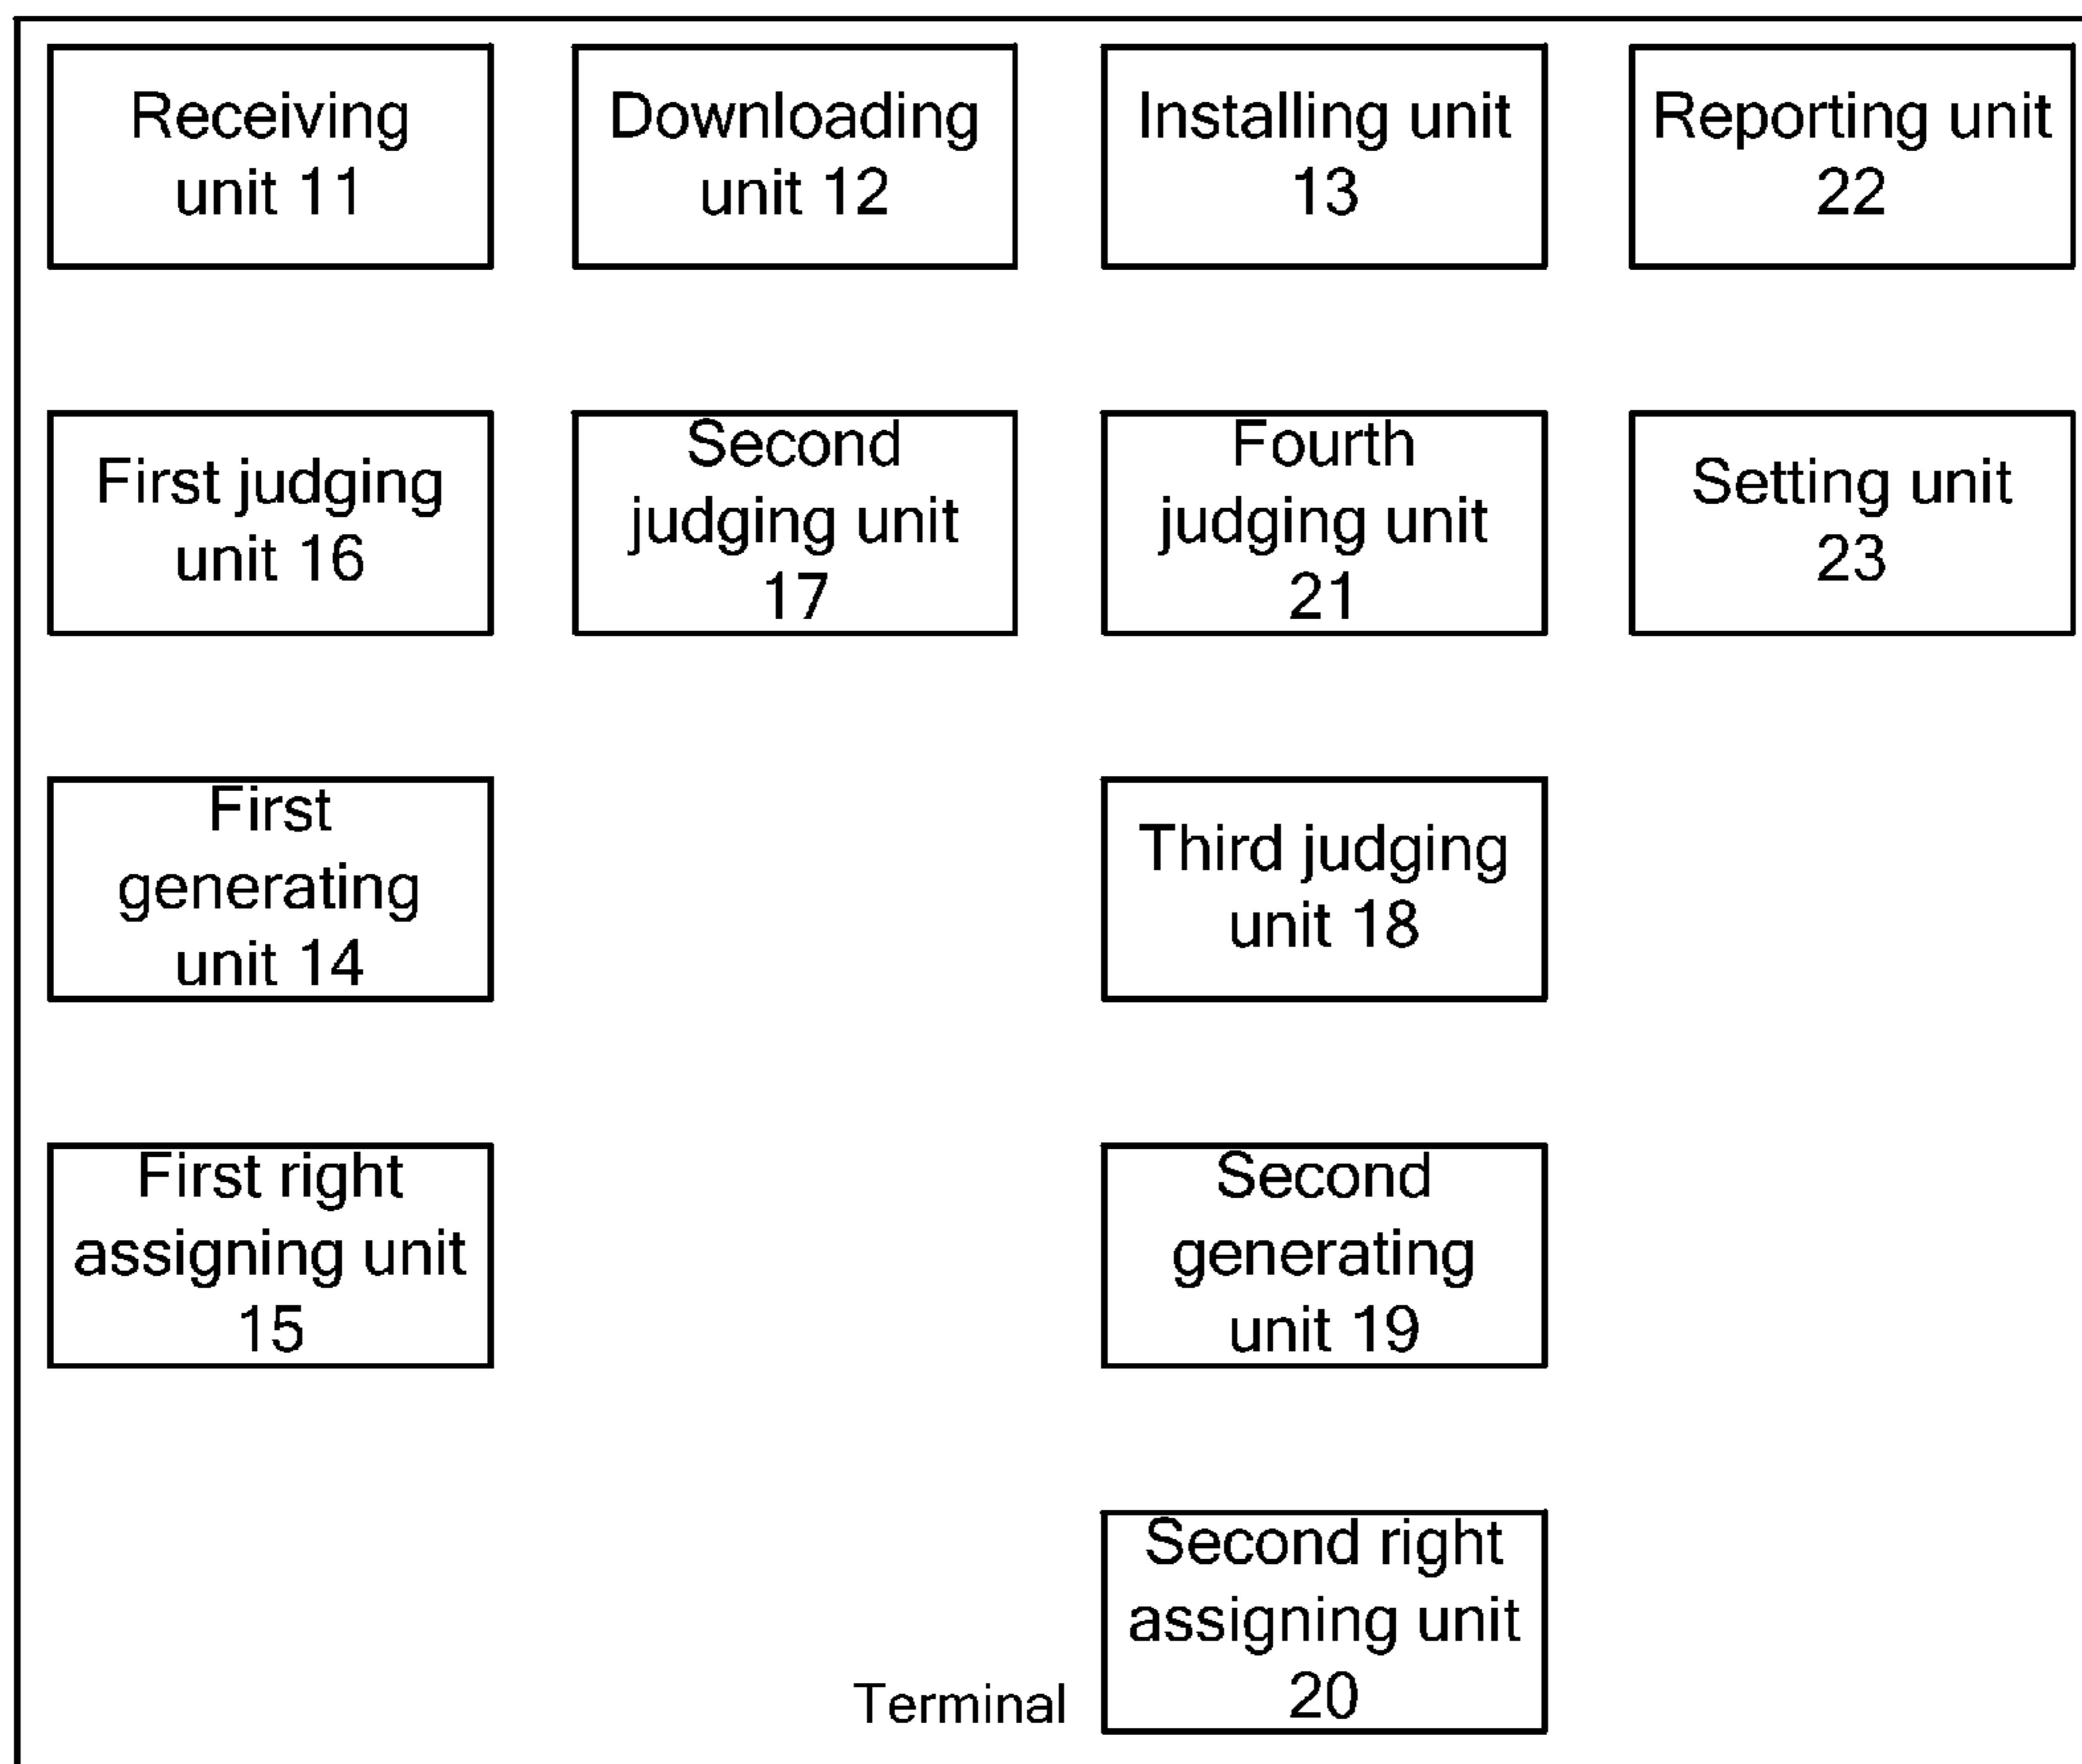 Receiving
unit 11
Downloading
unit 12
Installing unit
13
Reporting unit
22
First judging
unit 16
Second
judging unit
17
Fourth
judging unit
21
Setting unit
23
First
generating
unit 14
Third judging
unit 18
First right
assigning unit
15
Second
generating
unit 19
Second right
assigning unit
20
Terminal